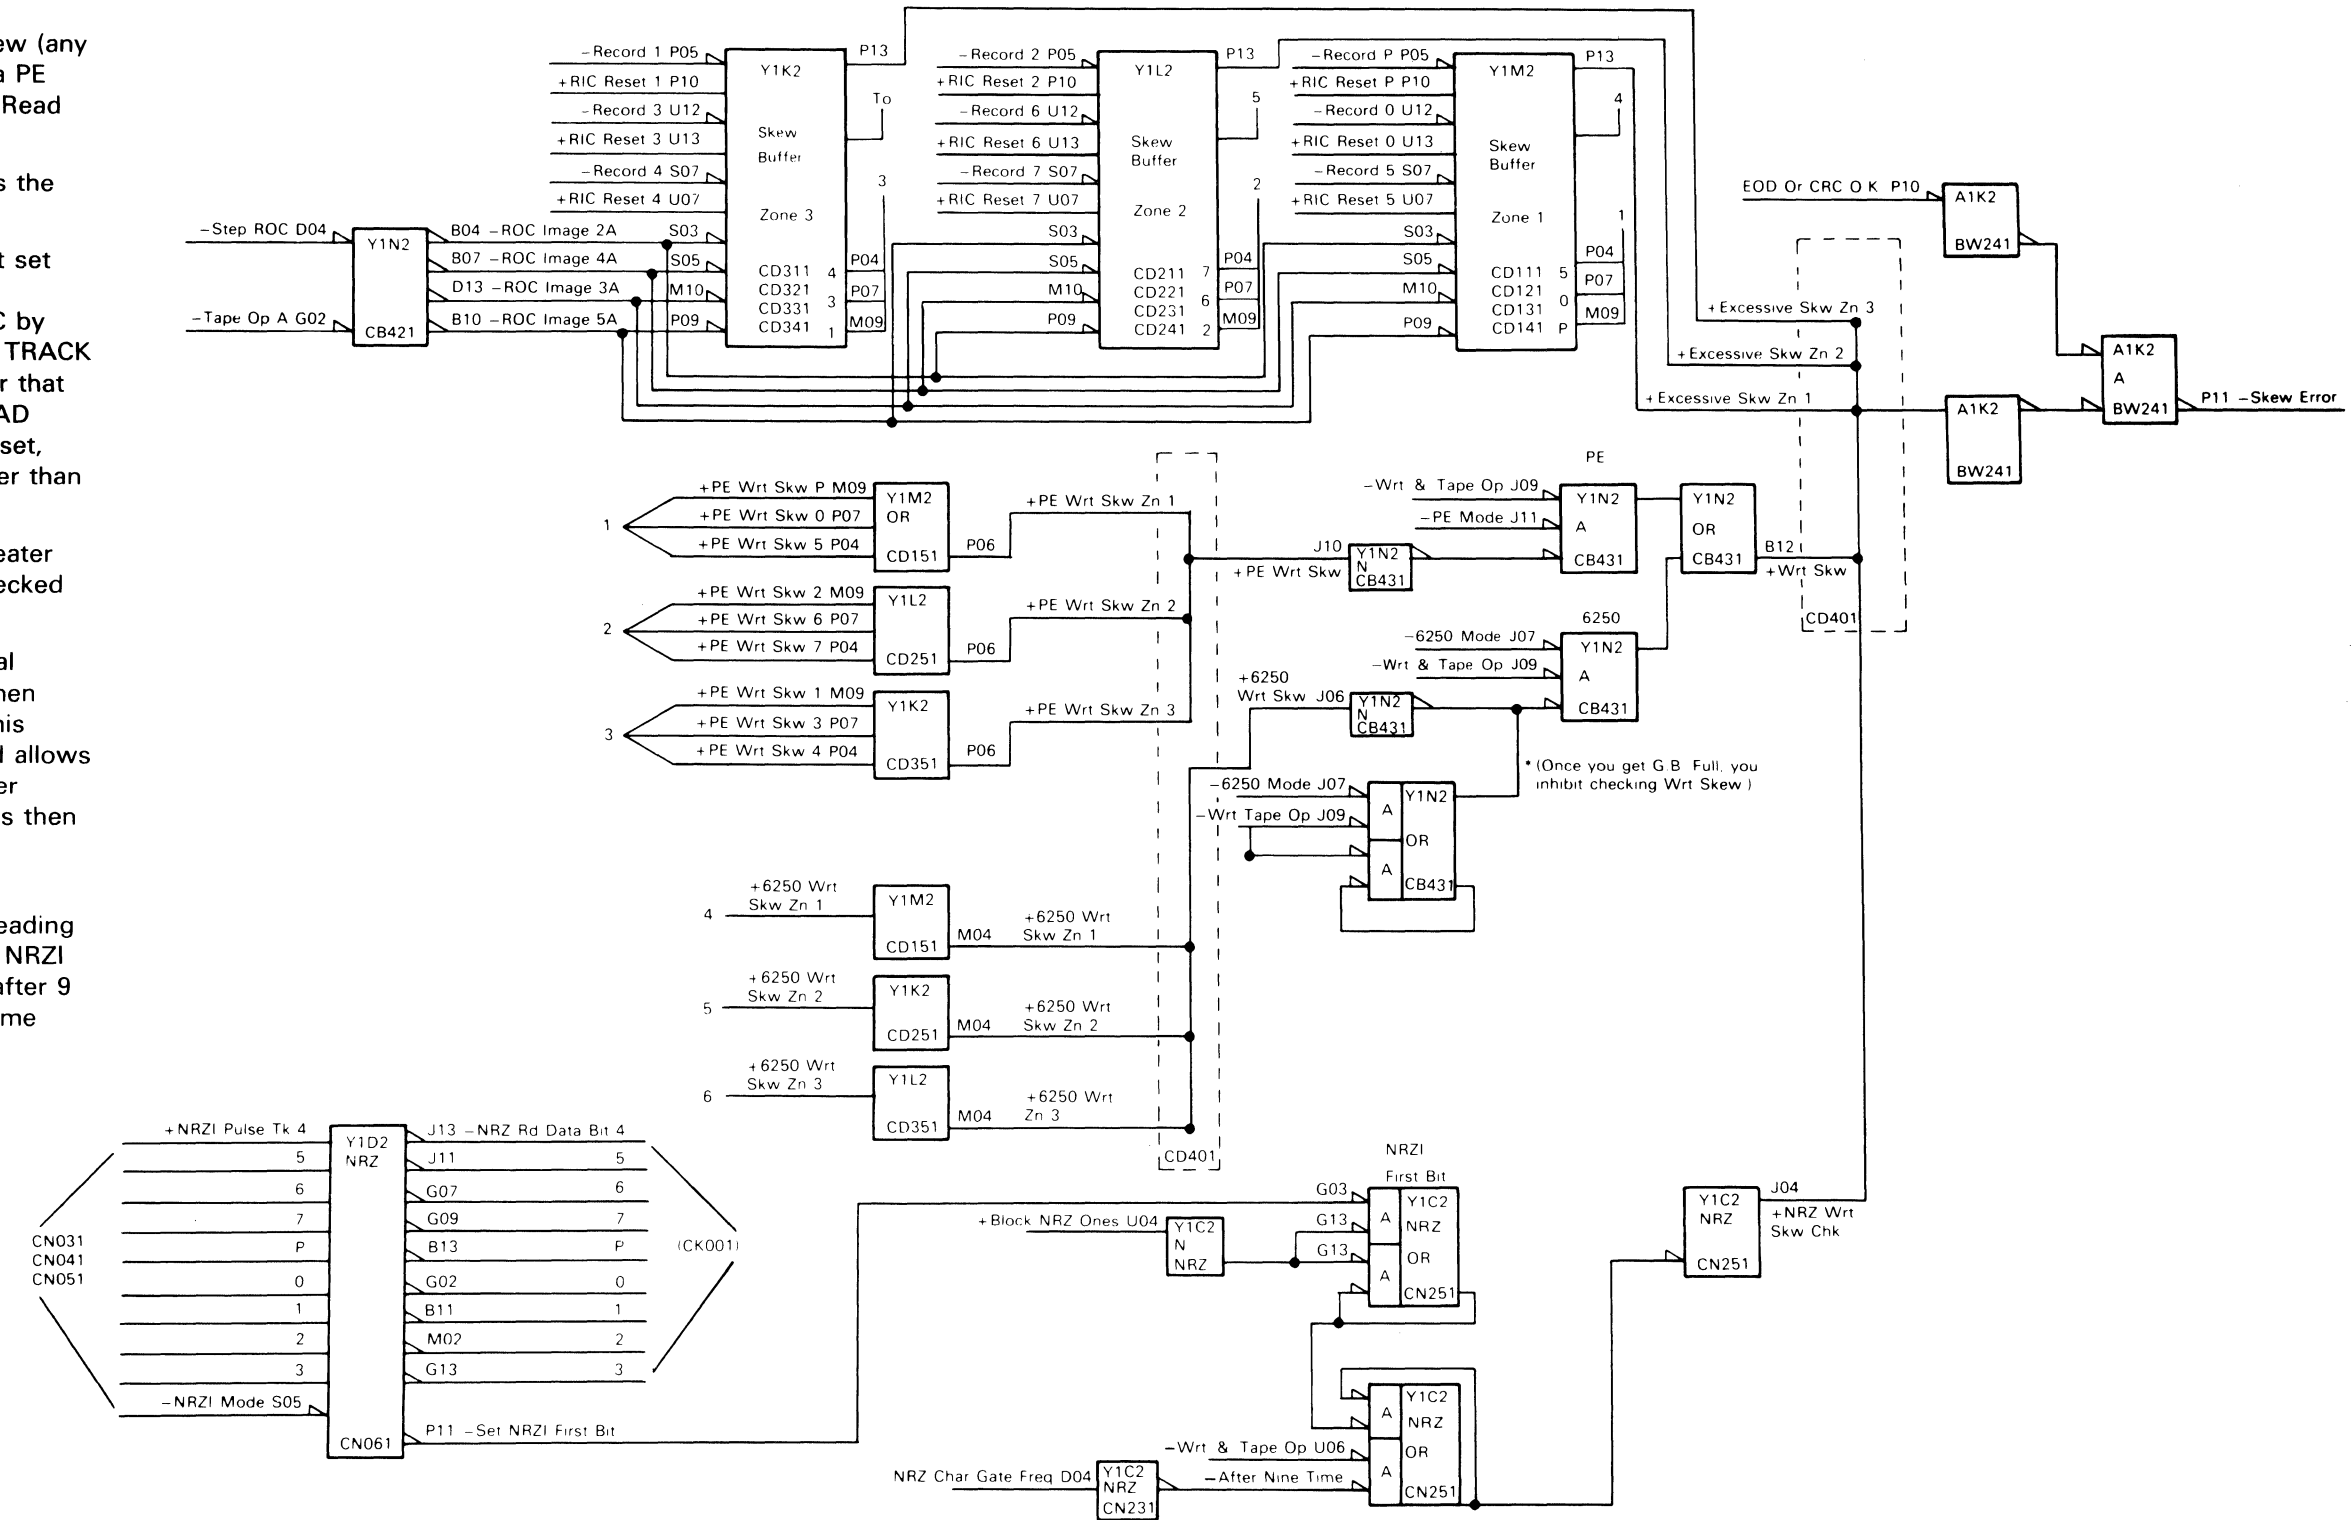 ew (any
a PE
Read
s the
t set
C by
TRACK
r that
AD
set,
er than
eater
ecked
al
hen
his
l allows
er
s then
eading
NRZI
after 9
me
−Record 1 P05
+RIC Reset 1 P10
−Record 3 U12
+RIC Reset 3 U13
−Record 4 S07
+RIC Reset 4 U07
S03
S05
M10
P09
Y1K2
Skew
Buffer
Zone 3
CD311 4
CD321
CD331 3
CD341 1
P13
To
3
P04
P07
M09
−Record 2 P05
+RIC Reset 2 P10
−Record 6 U12
+RIC Reset 6 U13
−Record 7 S07
+RIC Reset 7 U07
S03
S05
M10
P09
Y1L2
Skew
Buffer
Zone 2
CD211 7
CD221
CD231 6
CD241 2
P13
5
2
P04
P07
M09
−Record P P05
+RIC Reset P P10
−Record 0 U12
+RIC Reset 0 U13
−Record 5 S07
+RIC Reset 5 U07
S03
S05
M10
P09
Y1M2
Skew
Buffer
Zone 1
CD111 5
CD121
CD131 0
CD141 P
P13
4
1
P04
P07
M09
−Step ROC D04
−Tape Op A G02
Y1N2
CB421
B04 −ROC Image 2A
B07 −ROC Image 4A
D13 −ROC Image 3A
B10 −ROC Image 5A
EOD Or CRC O K P10
A1K2
BW241
+Excessive Skw Zn 3
+Excessive Skw Zn 2
+Excessive Skw Zn 1
A1K2
BW241
A1K2
A
BW241
P11 −Skew Error
1
+PE Wrt Skw P M09
+PE Wrt Skw 0 P07
+PE Wrt Skw 5 P04
Y1M2
OR
CD151
P06
+PE Wrt Skw Zn 1
2
+PE Wrt Skw 2 M09
+PE Wrt Skw 6 P07
+PE Wrt Skw 7 P04
Y1L2
CD251
P06
+PE Wrt Skw Zn 2
3
+PE Wrt Skw 1 M09
+PE Wrt Skw 3 P07
+PE Wrt Skw 4 P04
Y1K2
CD351
P06
+PE Wrt Skw Zn 3
J10
+PE Wrt Skw
Y1N2
N
CB431
PE
−Wrt & Tape Op J09
−PE Mode J11
Y1N2
A
CB431
Y1N2
OR
CB431
B12
+Wrt Skw
CD401
6250
−6250 Mode J07
−Wrt & Tape Op J09
Y1N2
A
CB431
+6250
Wrt Skw J06
Y1N2
N
CB431
* (Once you get G.B Full, you
inhibit checking Wrt Skew )
−6250 Mode J07
−Wrt Tape Op J09
A
A
Y1N2
OR
CB431
4
+6250 Wrt
Skw Zn 1
Y1M2
CD151
M04
+6250 Wrt
Skw Zn 1
5
+6250 Wrt
Skw Zn 2
Y1K2
CD251
M04
+6250 Wrt
Skw Zn 2
6
+6250 Wrt
Skw Zn 3
Y1L2
CD351
M04
+6250 Wrt
Zn 3
CD401
CN031
CN041
CN051
+NRZI Pulse Tk 4
5
6
7
P
0
1
2
3
−NRZI Mode S05
Y1D2
NRZ
CN061
J13 −NRZ Rd Data Bit 4
J11 5
G07 6
G09 7
B13 P
G02 0
B11 1
M02 2
G13 3
P11 −Set NRZI First Bit
(CK001)
+Block NRZ Ones U04
Y1C2
N
NRZ
NRZI
First Bit
G03
G13
G13
A
A
Y1C2
NRZ
OR
CN251
NRZ Char Gate Freq D04
Y1C2
NRZ
CN231
−Wrt & Tape Op U06
−After Nine Time
A
A
Y1C2
NRZ
OR
CN251
Y1C2
NRZ
CN251
J04
+NRZ Wrt
Skw Chk